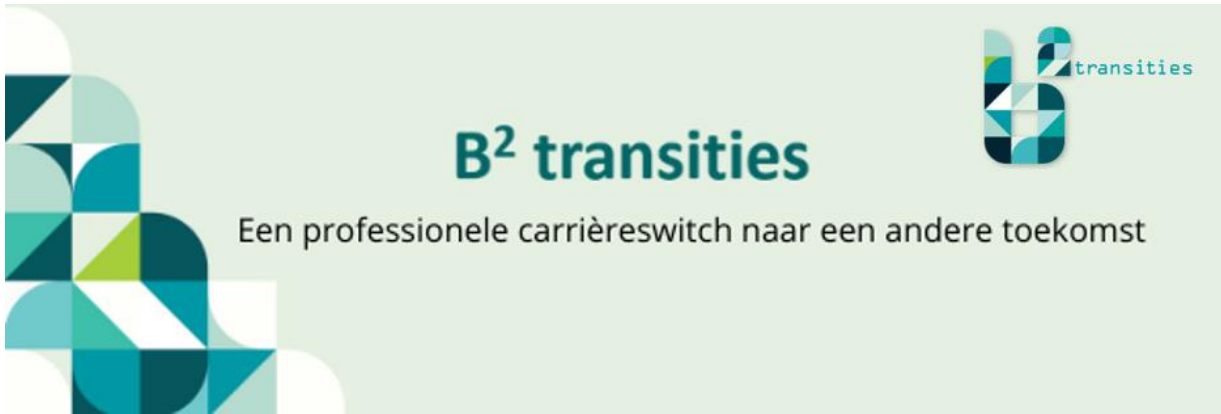 transities
B² transities
Een professionele carrièreswitch naar een andere toekomst